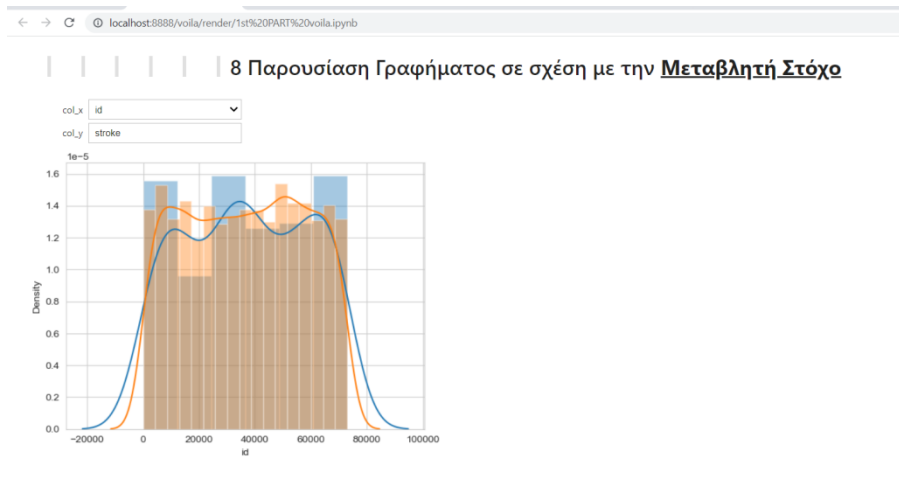 localhost:8888/voila/render/1st%20PART%20voila.ipynb
8 Παρουσίαση Γραφήματος σε σχέση με την Μεταβλητή Στόχο
col_x id
col_y stroke
1e−5
1.6
1.4
1.2
1.0
0.8
0.6
0.4
0.2
0.0
Density
−20000 0 20000 40000 60000 80000 100000
id